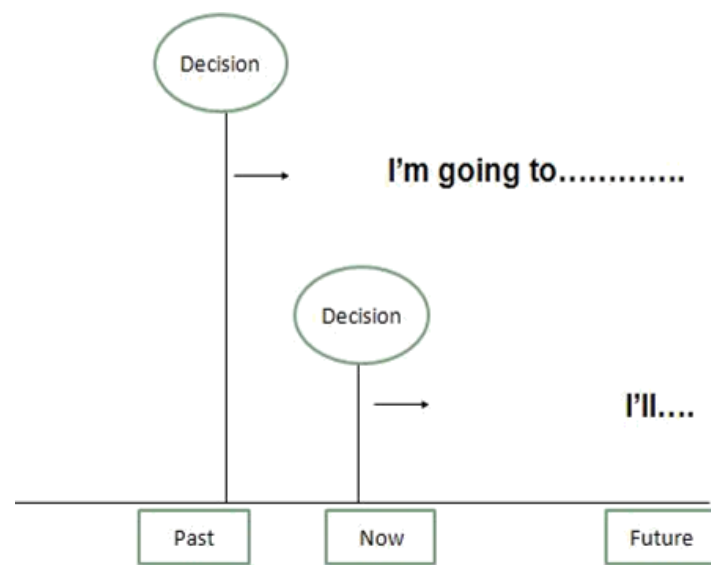 Decision
I'm going to.............
Decision
I'll....
Past
Now
Future